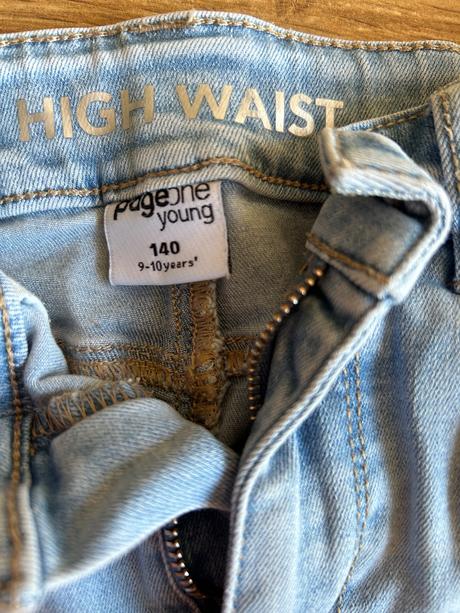 HIGH WAIST
pageone
young
140
9-10years'